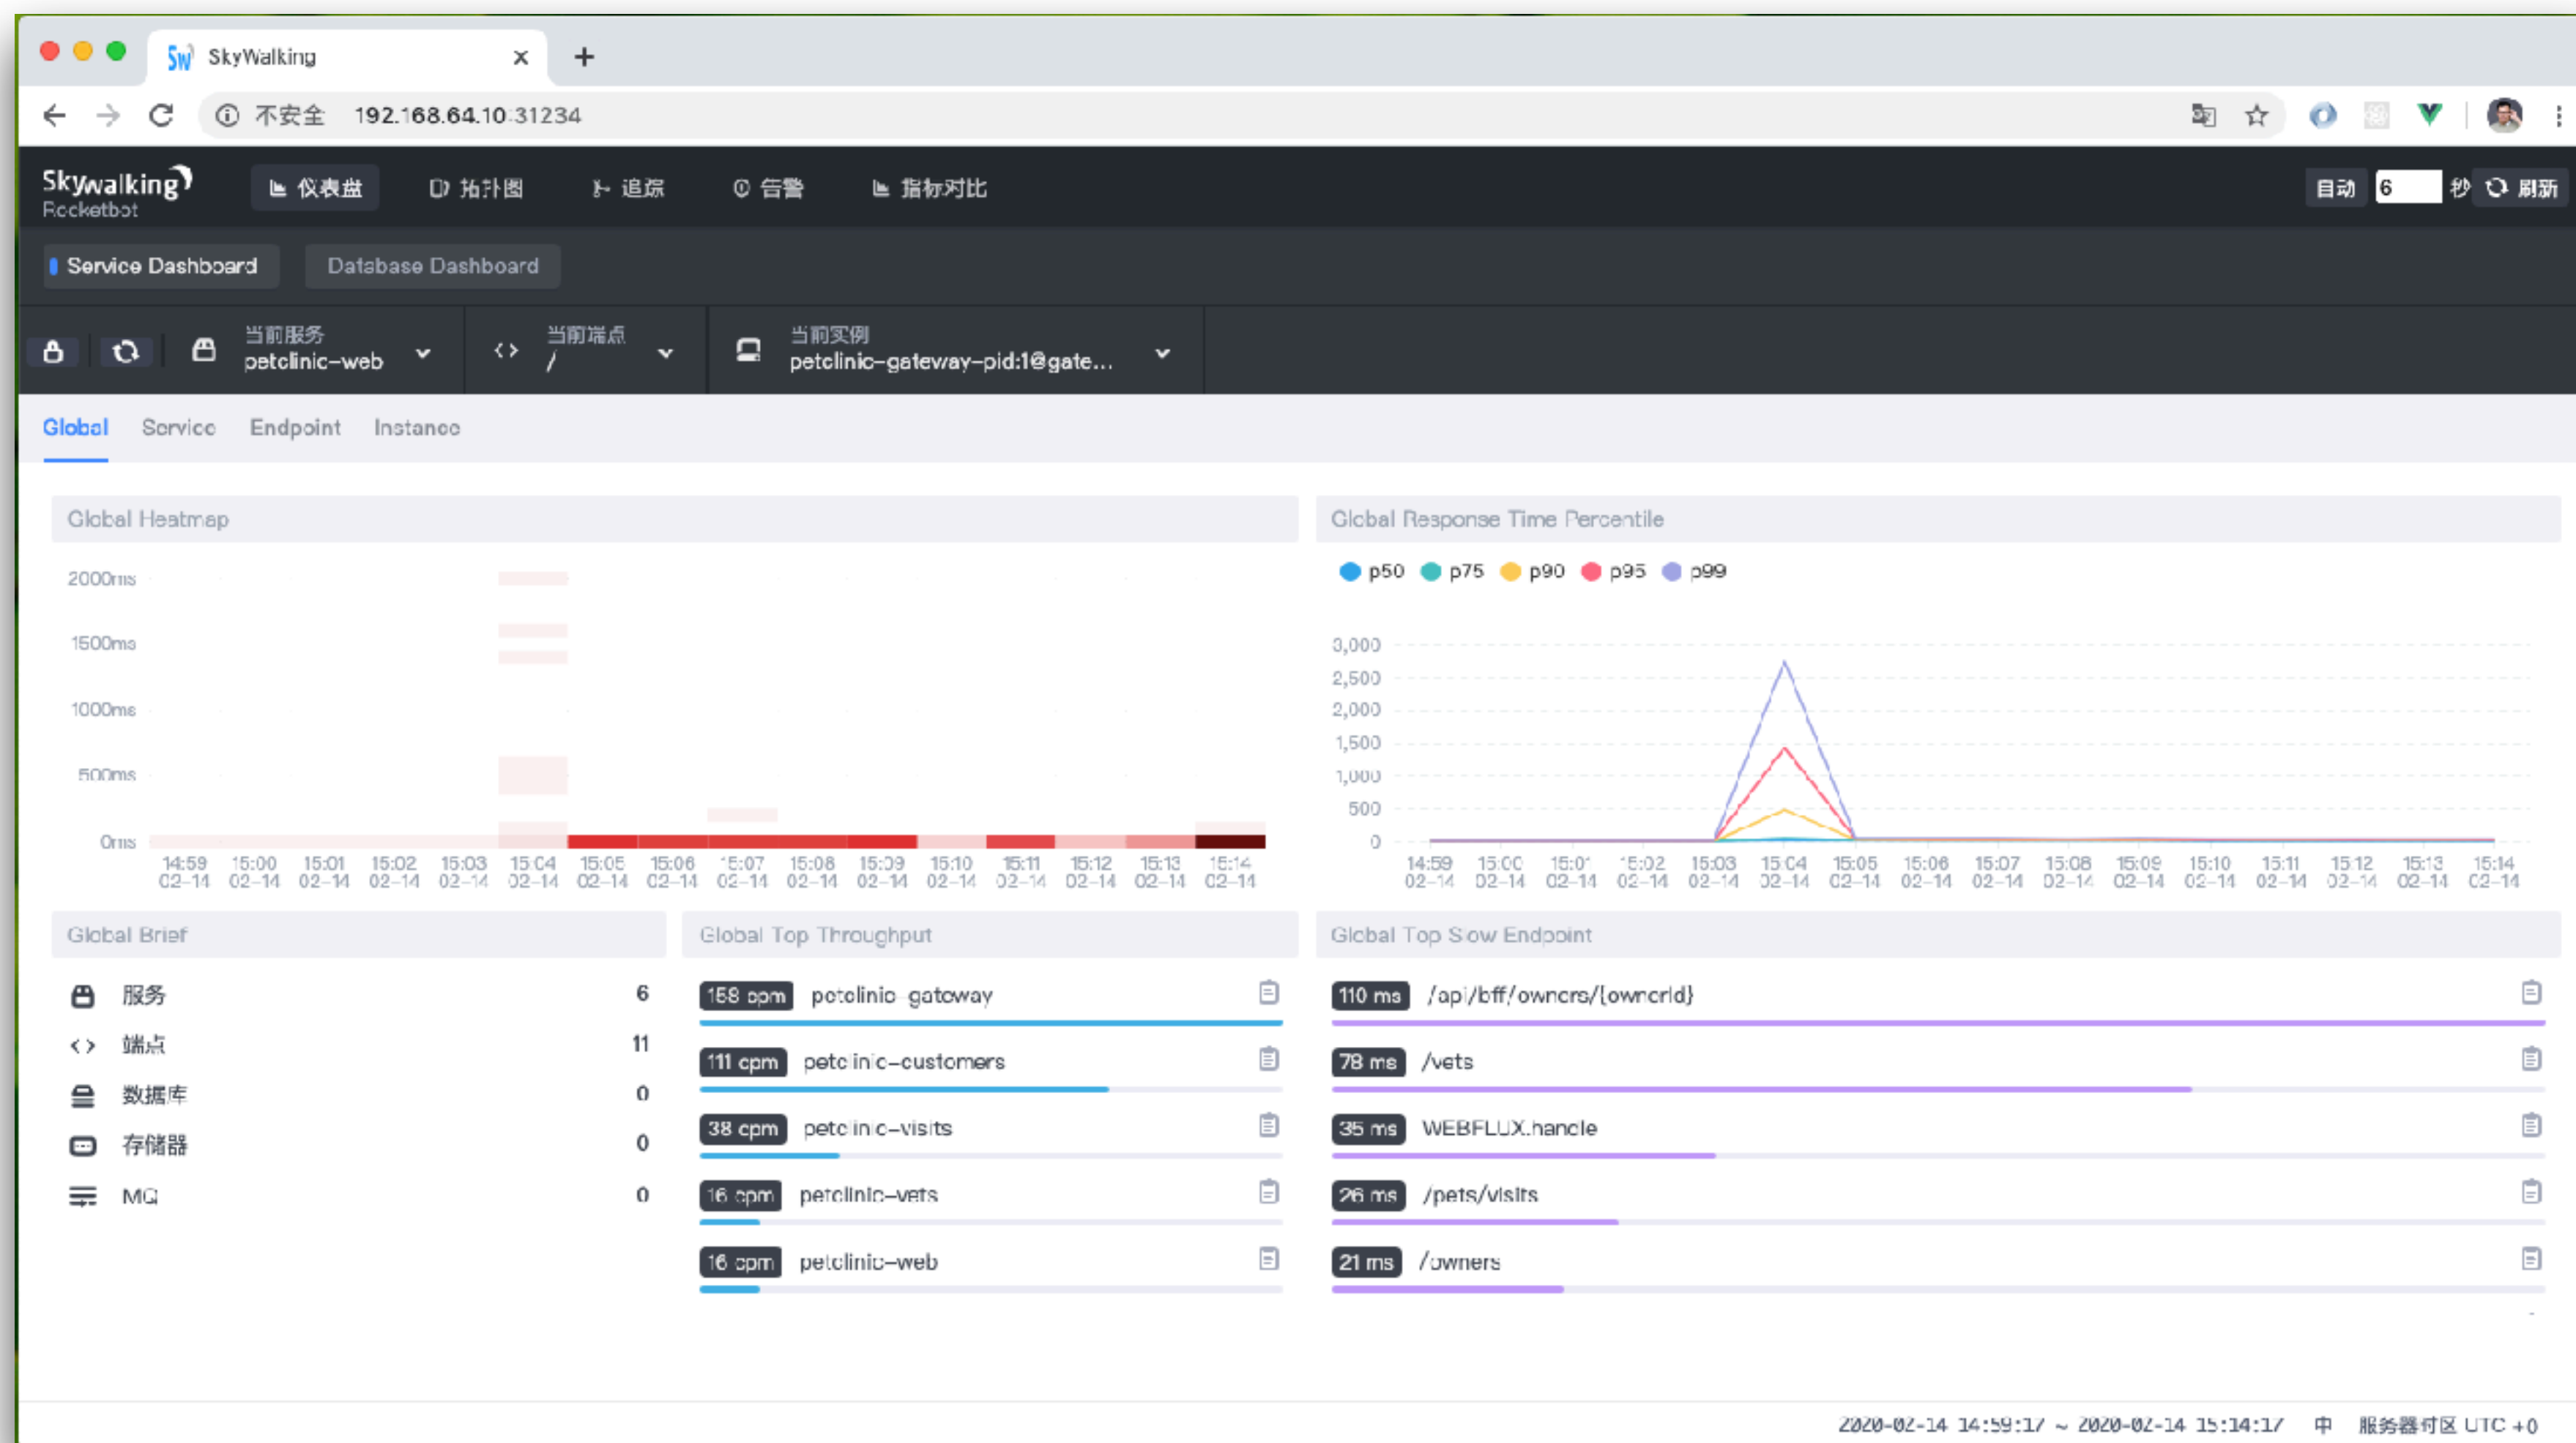 SkyWalking
不安全 192.168.64.10:31234
Skywalking
Rocketbot
仪表盘 拓扑图 追踪 告警 指标对比 自动 6 秒 刷新
Service Dashboard Database Dashboard
当前服务 当前端点 当前实例
petclinic-web / petclinic-gateway-pid:1@gate...
Global Service Endpoint Instance
Global Heatmap
2000ms
1500ms
1000ms
500ms
0ms
14:59 15:00 15:01 15:02 15:03 15:04 15:05 15:06 15:07 15:08 15:09 15:10 15:11 15:12 15:13 15:14
02-14 02-14 02-14 02-14 02-14 02-14 02-14 02-14 02-14 02-14 02-14 02-14 02-14 02-14 02-14 02-14
Global Response Time Percentile
p50 p75 p90 p95 p99
3,000
2,500
2,000
1,500
1,000
500
0
14:59 15:00 15:01 15:02 15:03 15:04 15:05 15:06 15:07 15:08 15:09 15:10 15:11 15:12 15:13 15:14
02-14 02-14 02-14 02-14 02-14 02-14 02-14 02-14 02-14 02-14 02-14 02-14 02-14 02-14 02-14 02-14
Global Brief
服务 6
端点 11
数据库 0
存储器 0
MQ 0
Global Top Throughput
158 cpm petclinic-gateway
111 cpm petclinic-customers
38 cpm petclinic-visits
16 cpm petclinic-vets
16 cpm petclinic-web
Global Top Slow Endpoint
110 ms /api/bff/owners/{ownerId}
78 ms /vets
35 ms WEBFLUX.handle
26 ms /pets/visits
21 ms /owners
2020-02-14 14:59:17 ~ 2020-02-14 15:14:17 中 服务器时区 UTC +0